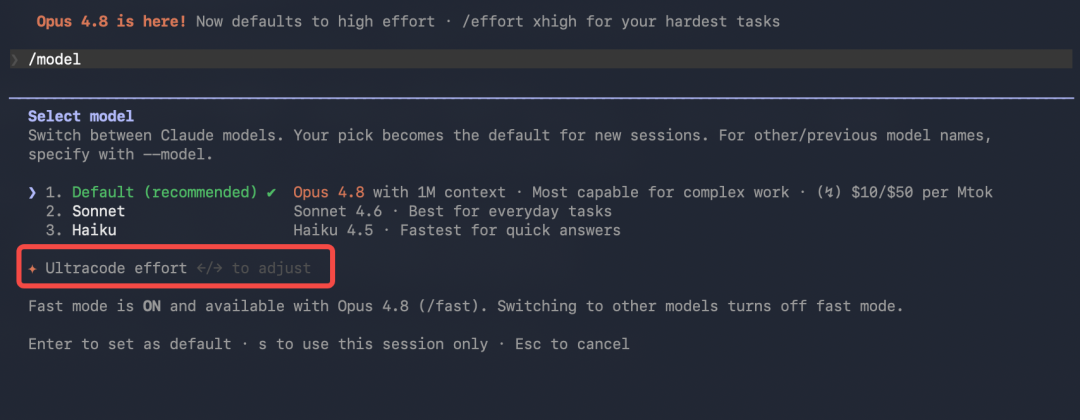 Opus 4.8 is here! Now defaults to high effort · /effort xhigh for your hardest tasks
❯ /model
Select model
Switch between Claude models. Your pick becomes the default for new sessions. For other/previous model names,
specify with --model.
❯ 1. Default (recommended) ✔ Opus 4.8 with 1M context · Most capable for complex work · (↯) $10/$50 per Mtok
2. Sonnet Sonnet 4.6 · Best for everyday tasks
3. Haiku Haiku 4.5 · Fastest for quick answers
✦ Ultracode effort ←/→ to adjust
Fast mode is ON and available with Opus 4.8 (/fast). Switching to other models turns off fast mode.
Enter to set as default · s to use this session only · Esc to cancel